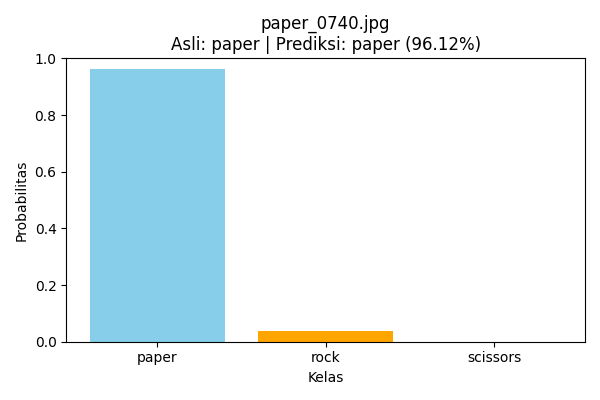 paper_0740.jpg
Asli: paper | Prediksi: paper (96.12%)
Probabilitas
1.0
0.8
0.6
0.4
0.2
0.0
paper rock scissors
Kelas